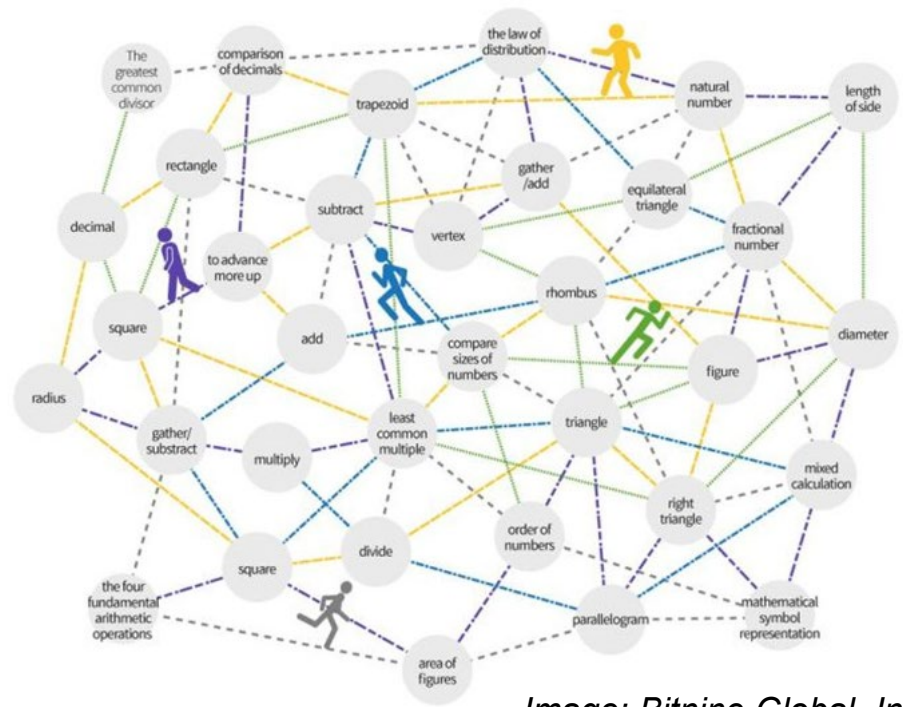 the law of
distribution
The
greatest
common
divisor
comparison
of decimals
natural
number
length
of side
trapezoid
rectangle
gather
/add
equilateral
triangle
subtract
decimal
vertex
fractional
number
to advance
more up
rhombus
square
add
compare
sizes of
numbers
diameter
figure
radius
gather/
substract
least
common
multiple
triangle
multiply
mixed
calculation
right
triangle
order of
numbers
divide
square
the four
fundamental
arithmetic
operations
parallelogram
mathematical
symbol
representation
area of
figures
Image: Bitnine Global, In